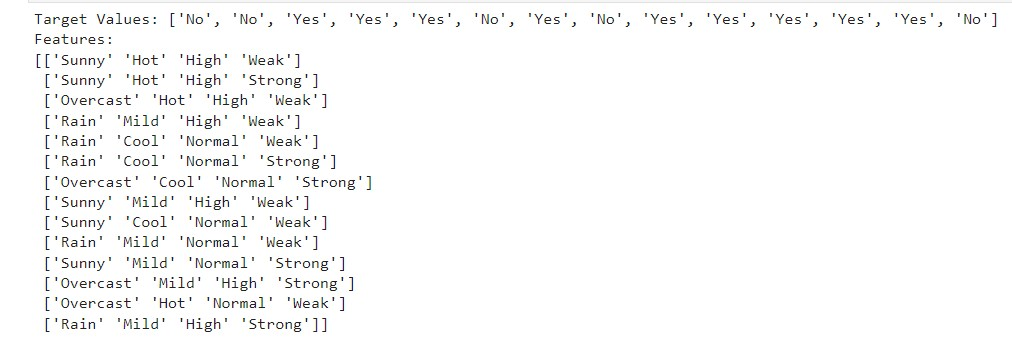 Target Values: ['No', 'No', 'Yes', 'Yes', 'Yes', 'No', 'Yes', 'No', 'Yes', 'Yes', 'Yes', 'Yes', 'Yes', 'No']
Features:
[['Sunny' 'Hot' 'High' 'Weak']
['Sunny' 'Hot' 'High' 'Strong']
['Overcast' 'Hot' 'High' 'Weak']
['Rain' 'Mild' 'High' 'Weak']
['Rain' 'Cool' 'Normal' 'Weak']
['Rain' 'Cool' 'Normal' 'Strong']
['Overcast' 'Cool' 'Normal' 'Strong']
['Sunny' 'Mild' 'High' 'Weak']
['Sunny' 'Cool' 'Normal' 'Weak']
['Rain' 'Mild' 'Normal' 'Weak']
['Sunny' 'Mild' 'Normal' 'Strong']
['Overcast' 'Mild' 'High' 'Strong']
['Overcast' 'Hot' 'Normal' 'Weak']
['Rain' 'Mild' 'High' 'Strong']]